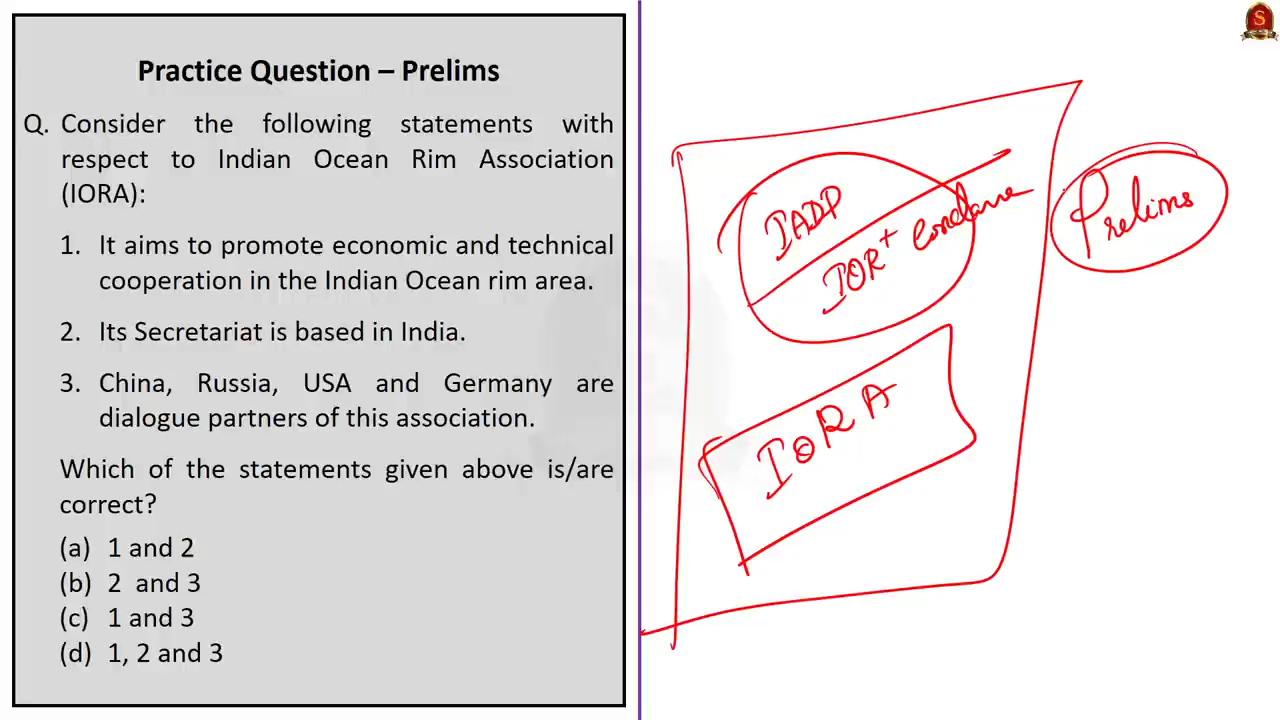 Practice Question – Prelims
Q. Consider the following statements with
respect to Indian Ocean Rim Association
(IORA):
1. It aims to promote economic and technical
cooperation in the Indian Ocean rim area.
2. Its Secretariat is based in India.
3. China, Russia, USA and Germany are
dialogue partners of this association.
Which of the statements given above is/are
correct?
(a) 1 and 2
(b) 2 and 3
(c) 1 and 3
(d) 1, 2 and 3
S
IADP
IOR+
IORA
Prelims